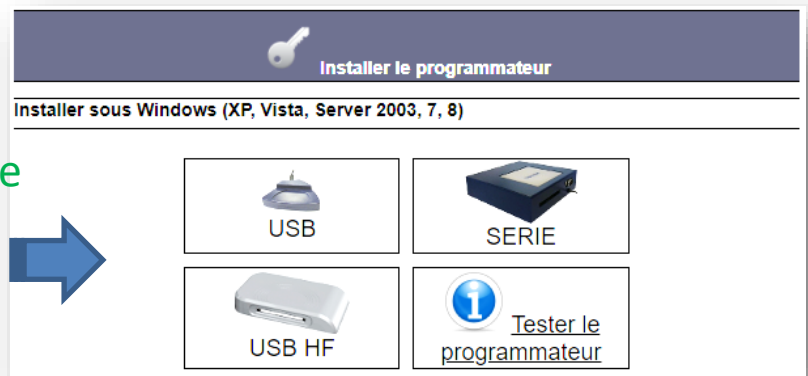 Installer le programmateur
Installer sous Windows (XP, Vista, Server 2003, 7, 8)
e
USB
SERIE
USB HF
Tester le
programmateur